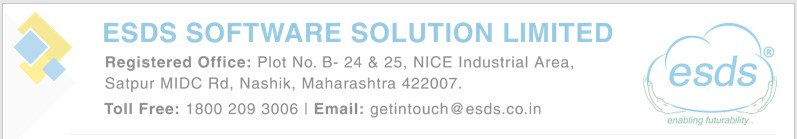 ESDS SOFTWARE SOLUTION LIMITED
Registered Office: Plot No. B- 24 & 25, NICE Industrial Area,
Satpur MIDC Rd, Nashik, Maharashtra 422007.
Toll Free: 1800 209 3006 | Email: getintouch@esds.co.in
esds®
enabling futurability..